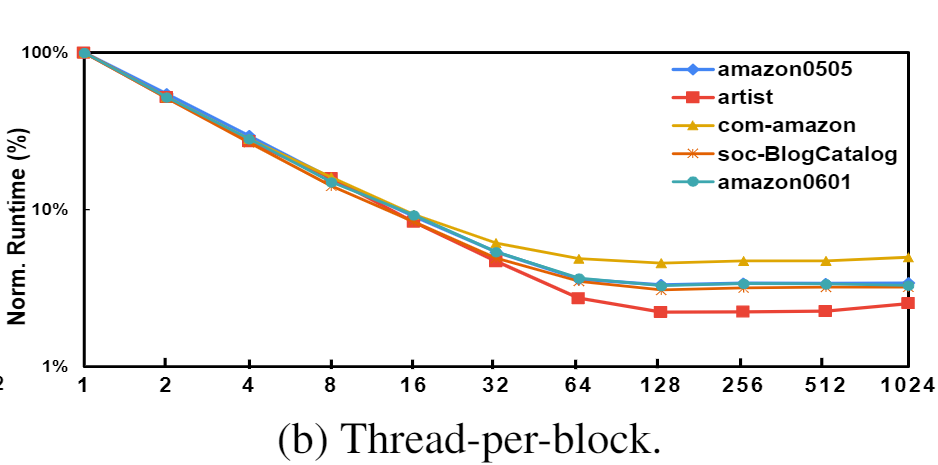 100%
10%
1%
Norm. Runtime (%)
amazon0505
artist
com-amazon
soc-BlogCatalog
amazon0601
2
1 2 4 8 16 32 64 128 256 512 1024
(b) Thread-per-block.